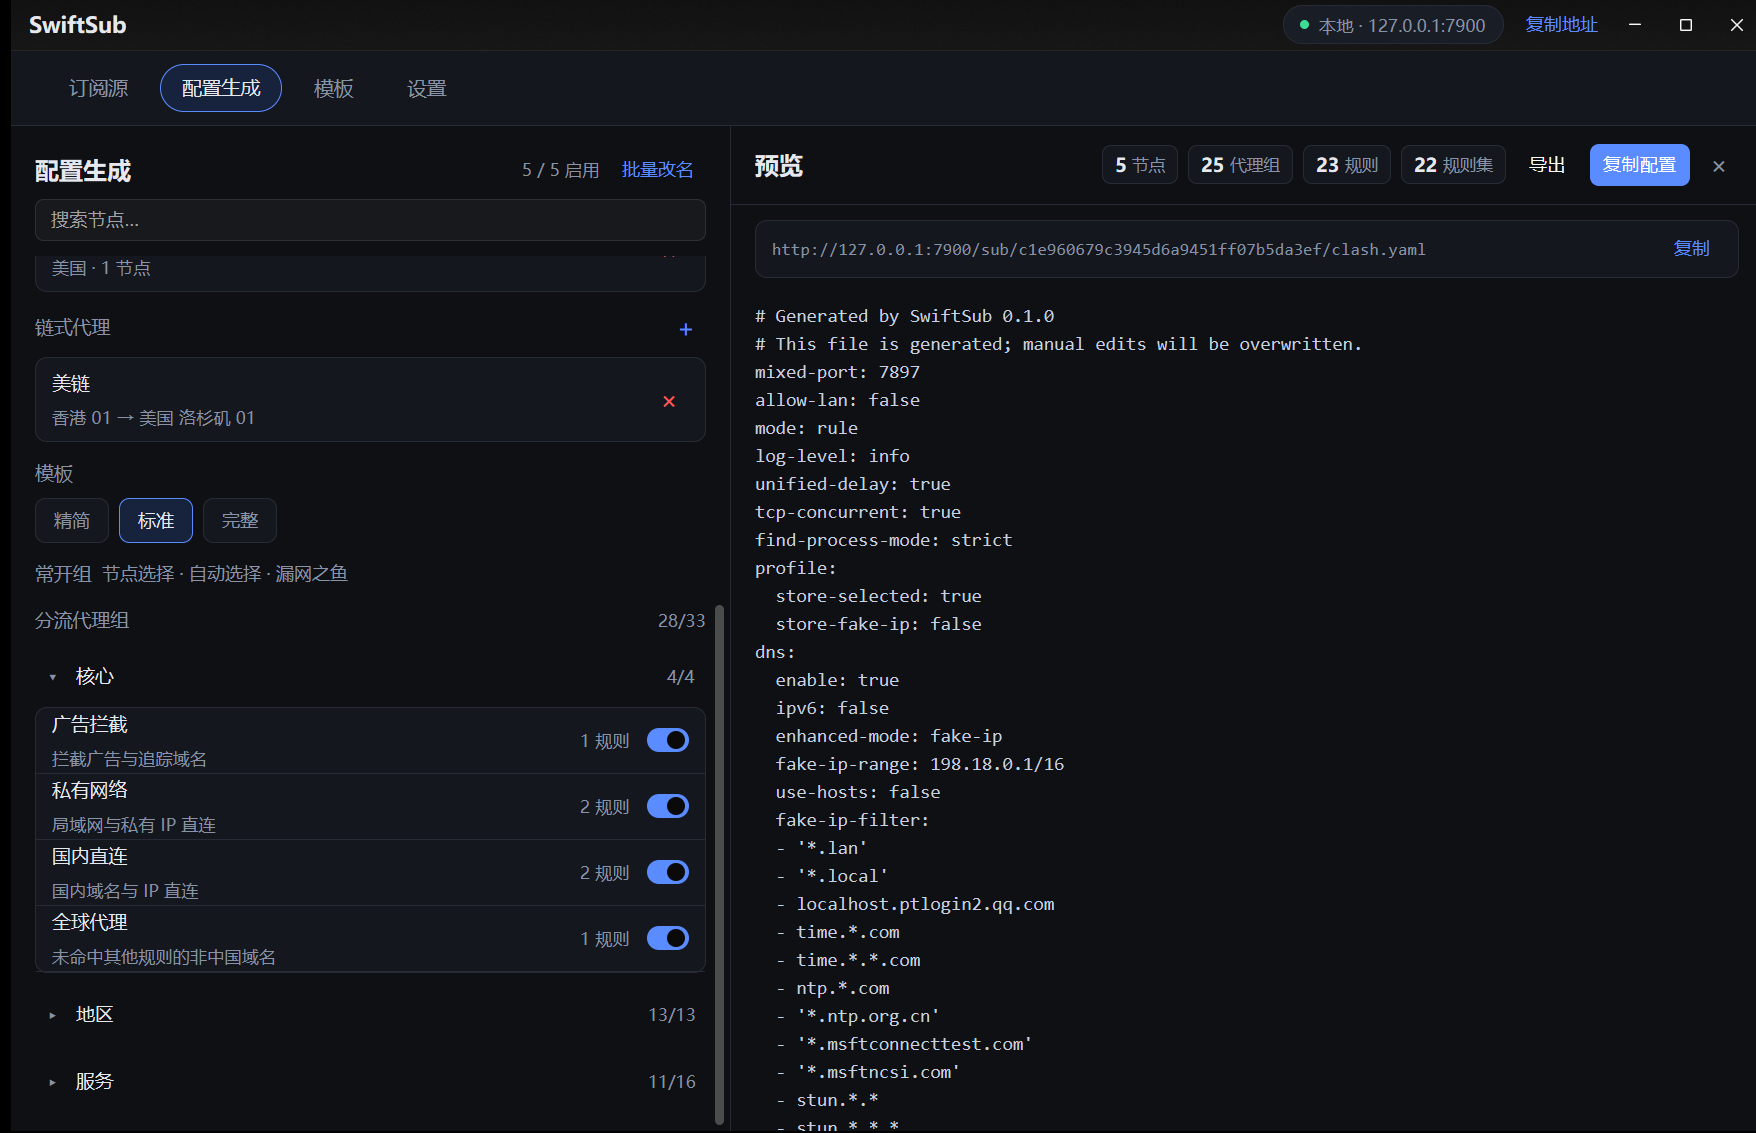 SwiftSub
本地 · 127.0.0.1:7900
复制地址
订阅源
配置生成
模板
设置
配置生成
5 / 5 启用
批量改名
搜索节点...
美国 · 1 节点
链式代理
+
美链
香港 01 → 美国 洛杉矶 01
模板
精简
标准
完整
常开组 节点选择 · 自动选择 · 漏网之鱼
分流代理组
28/33
核心
4/4
广告拦截
1 规则
拦截广告与追踪域名
私有网络
2 规则
局域网与私有 IP 直连
国内直连
2 规则
国内域名与 IP 直连
全球代理
1 规则
未命中其他规则的非中国域名
地区
13/13
服务
11/16
预览
5 节点
25 代理组
23 规则
22 规则集
导出
复制配置
http://127.0.0.1:7900/sub/c1e960679c3945d6a9451ff07b5da3ef/clash.yaml
复制
# Generated by SwiftSub 0.1.0
# This file is generated; manual edits will be overwritten.
mixed-port: 7897
allow-lan: false
mode: rule
log-level: info
unified-delay: true
tcp-concurrent: true
find-process-mode: strict
profile:
  store-selected: true
  store-fake-ip: false
dns:
  enable: true
  ipv6: false
  enhanced-mode: fake-ip
  fake-ip-range: 198.18.0.1/16
  use-hosts: false
  fake-ip-filter:
  - '*.lan'
  - '*.local'
  - localhost.ptlogin2.qq.com
  - time.*.com
  - time.*.*.com
  - ntp.*.com
  - '*.ntp.org.cn'
  - '*.msftconnecttest.com'
  - '*.msftncsi.com'
  - stun.*.*
  - stun.*.*.*